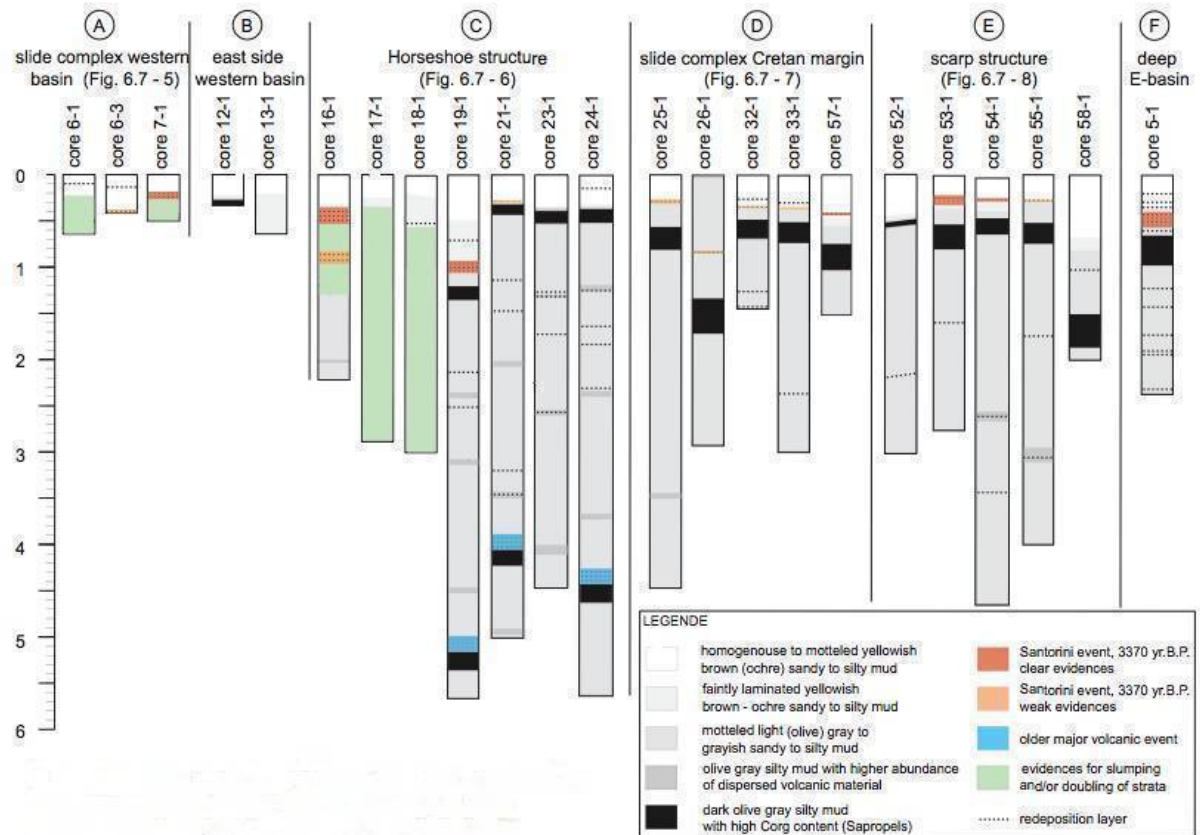 A
B
C
D
E
F
slide complex western
basin (Fig. 6.7 - 5)
east side
western basin
Horseshoe structure
(Fig. 6.7 - 6)
slide complex Cretan margin
(Fig. 6.7 - 7)
scarp structure
(Fig. 6.7 - 8)
deep
E-basin
core 6-1
core 6-3
core 7-1
core 12-1
core 13-1
core 16-1
core 17-1
core 18-1
core 19-1
core 21-1
core 23-1
core 24-1
core 25-1
core 26-1
core 32-1
core 33-1
core 57-1
core 52-1
core 53-1
core 54-1
core 55-1
core 58-1
core 5-1
0
1
2
3
4
5
6
LEGENDE
homogenouse to motteled yellowish
brown (ochre) sandy to silty mud
faintly laminated yellowish
brown - ochre sandy to silty mud
motteled light (olive) gray to
grayish sandy to silty mud
olive gray silty mud with higher abundance
of dispersed volcanic material
dark olive gray silty mud
with high Corg content (Sapropels)
Santorini event, 3370 yr.B.P.
clear evidences
Santorini event, 3370 yr.B.P.
weak evidences
older major volcanic event
evidences for slumping
and/or doubling of strata
redeposition layer